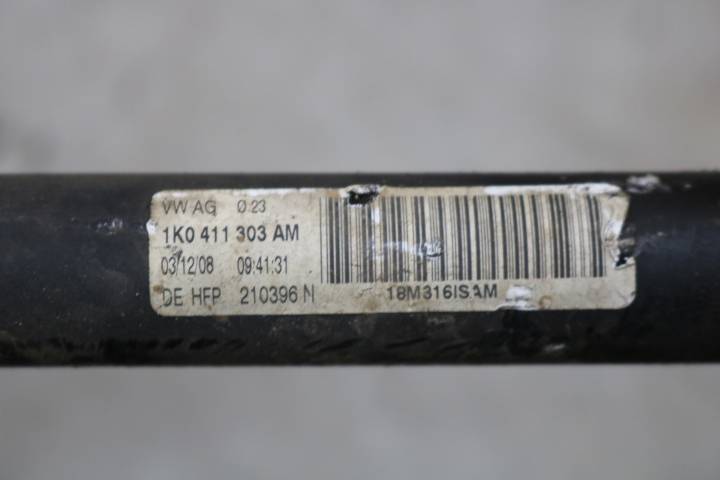 VW AG Ø 23
1K0 411 303 AM
03/12/08 09:41:31
DE HFP 210396 N
18M316ISAM